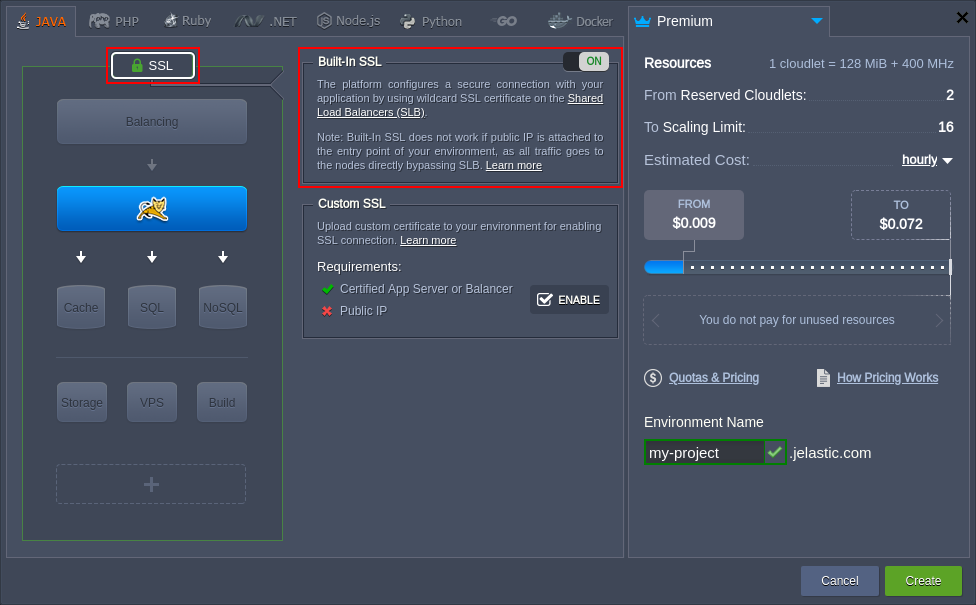 JAVA
PHP
Ruby
.NET
Node.js
Python
GO
Docker
Premium
SSL
Balancing
Cache
SQL
NoSQL
Storage
VPS
Build
Built-In SSL
ON
The platform configures a secure connection with your
application by using wildcard SSL certificate on the Shared
Load Balancers (SLB).
Note: Built-In SSL does not work if public IP is attached to
the entry point of your environment, as all traffic goes to
the nodes directly bypassing SLB. Learn more
Custom SSL
Upload custom certificate to your environment for enabling
SSL connection. Learn more
Requirements:
Certified App Server or Balancer
Public IP
ENABLE
Resources
1 cloudlet = 128 MiB + 400 MHz
From Reserved Cloudlets: 2
To Scaling Limit: 16
Estimated Cost: hourly
FROM
$0.009
TO
$0.072
You do not pay for unused resources
$
Quotas & Pricing
How Pricing Works
Environment Name
my-project .jelastic.com
Cancel
Create